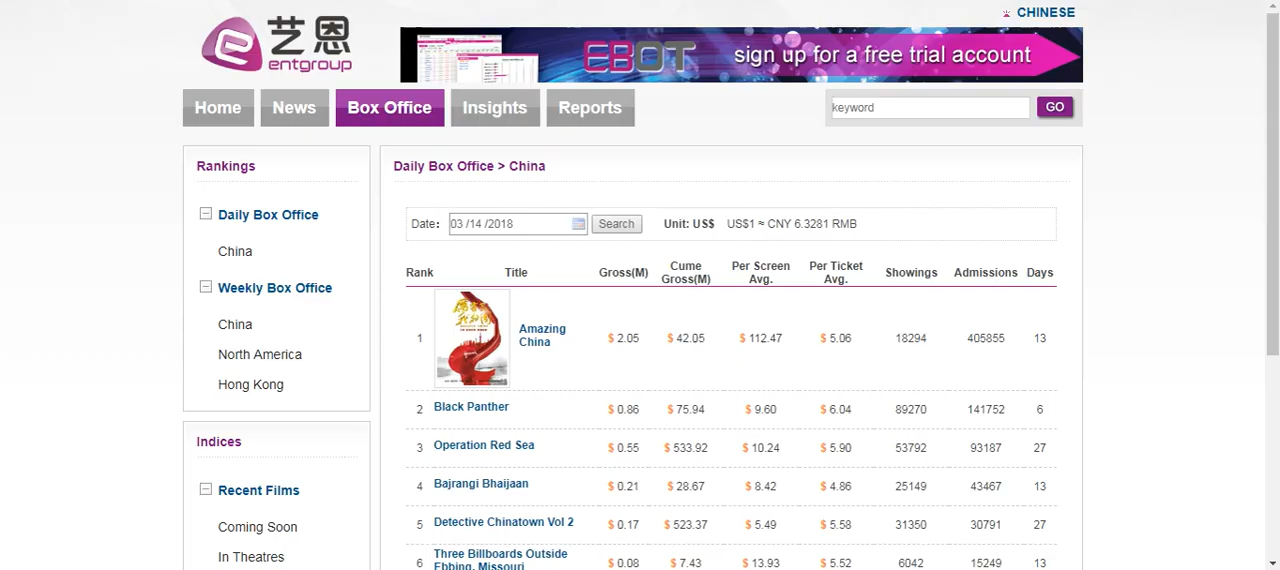 CHINESE
艺恩
entgroup
EBOT sign up for a free trial account
Home News Box Office Insights Reports
keyword GO
Rankings
Daily Box Office
China
Weekly Box Office
China
North America
Hong Kong
Indices
Recent Films
Coming Soon
In Theatres
Daily Box Office > China
Date: 03 /14 /2018 Search Unit: US$ US$1 ≈ CNY 6.3281 RMB
Rank Title Gross(M) Cume Gross(M) Per Screen Avg. Per Ticket Avg. Showings Admissions Days
1 Amazing China $ 2.05 $ 42.05 $ 112.47 $ 5.06 18294 405855 13
2 Black Panther $ 0.86 $ 75.94 $ 9.60 $ 6.04 89270 141752 6
3 Operation Red Sea $ 0.55 $ 533.92 $ 10.24 $ 5.90 53792 93187 27
4 Bajrangi Bhaijaan $ 0.21 $ 28.67 $ 8.42 $ 4.86 25149 43467 13
5 Detective Chinatown Vol 2 $ 0.17 $ 523.37 $ 5.49 $ 5.58 31350 30791 27
6 Three Billboards Outside Ebbing, Missouri $ 0.08 $ 7.43 $ 13.93 $ 5.52 6042 15249 13